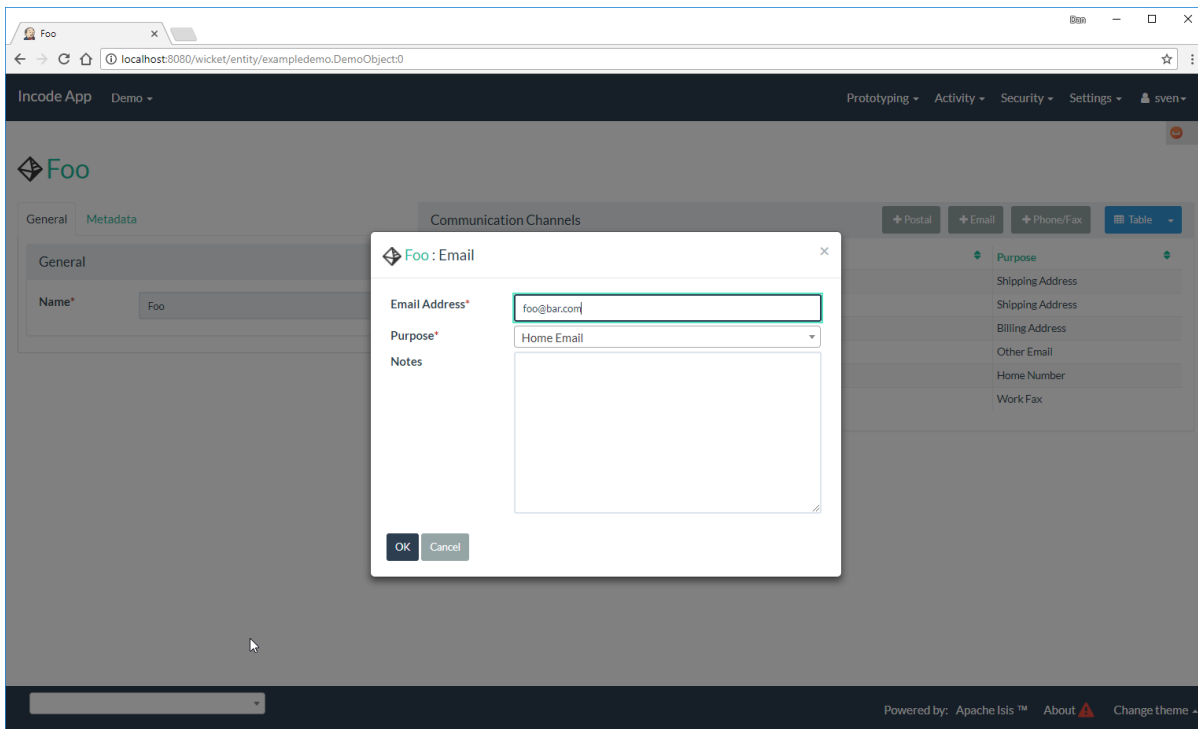 Foo
Dan
localhost:8080/wicket/entity/exampledemo.DemoObject:0
Incode App Demo Prototyping Activity Security Settings sven
Foo
General Metadata
Communication Channels + Postal + Email + Phone/Fax Table
General
Name* Foo
Purpose
Shipping Address
Shipping Address
Billing Address
Other Email
Home Number
Work Fax
Foo : Email ×
Email Address* foo@bar.com
Purpose* Home Email
Notes
OK Cancel
Powered by: Apache Isis ™ About Change theme